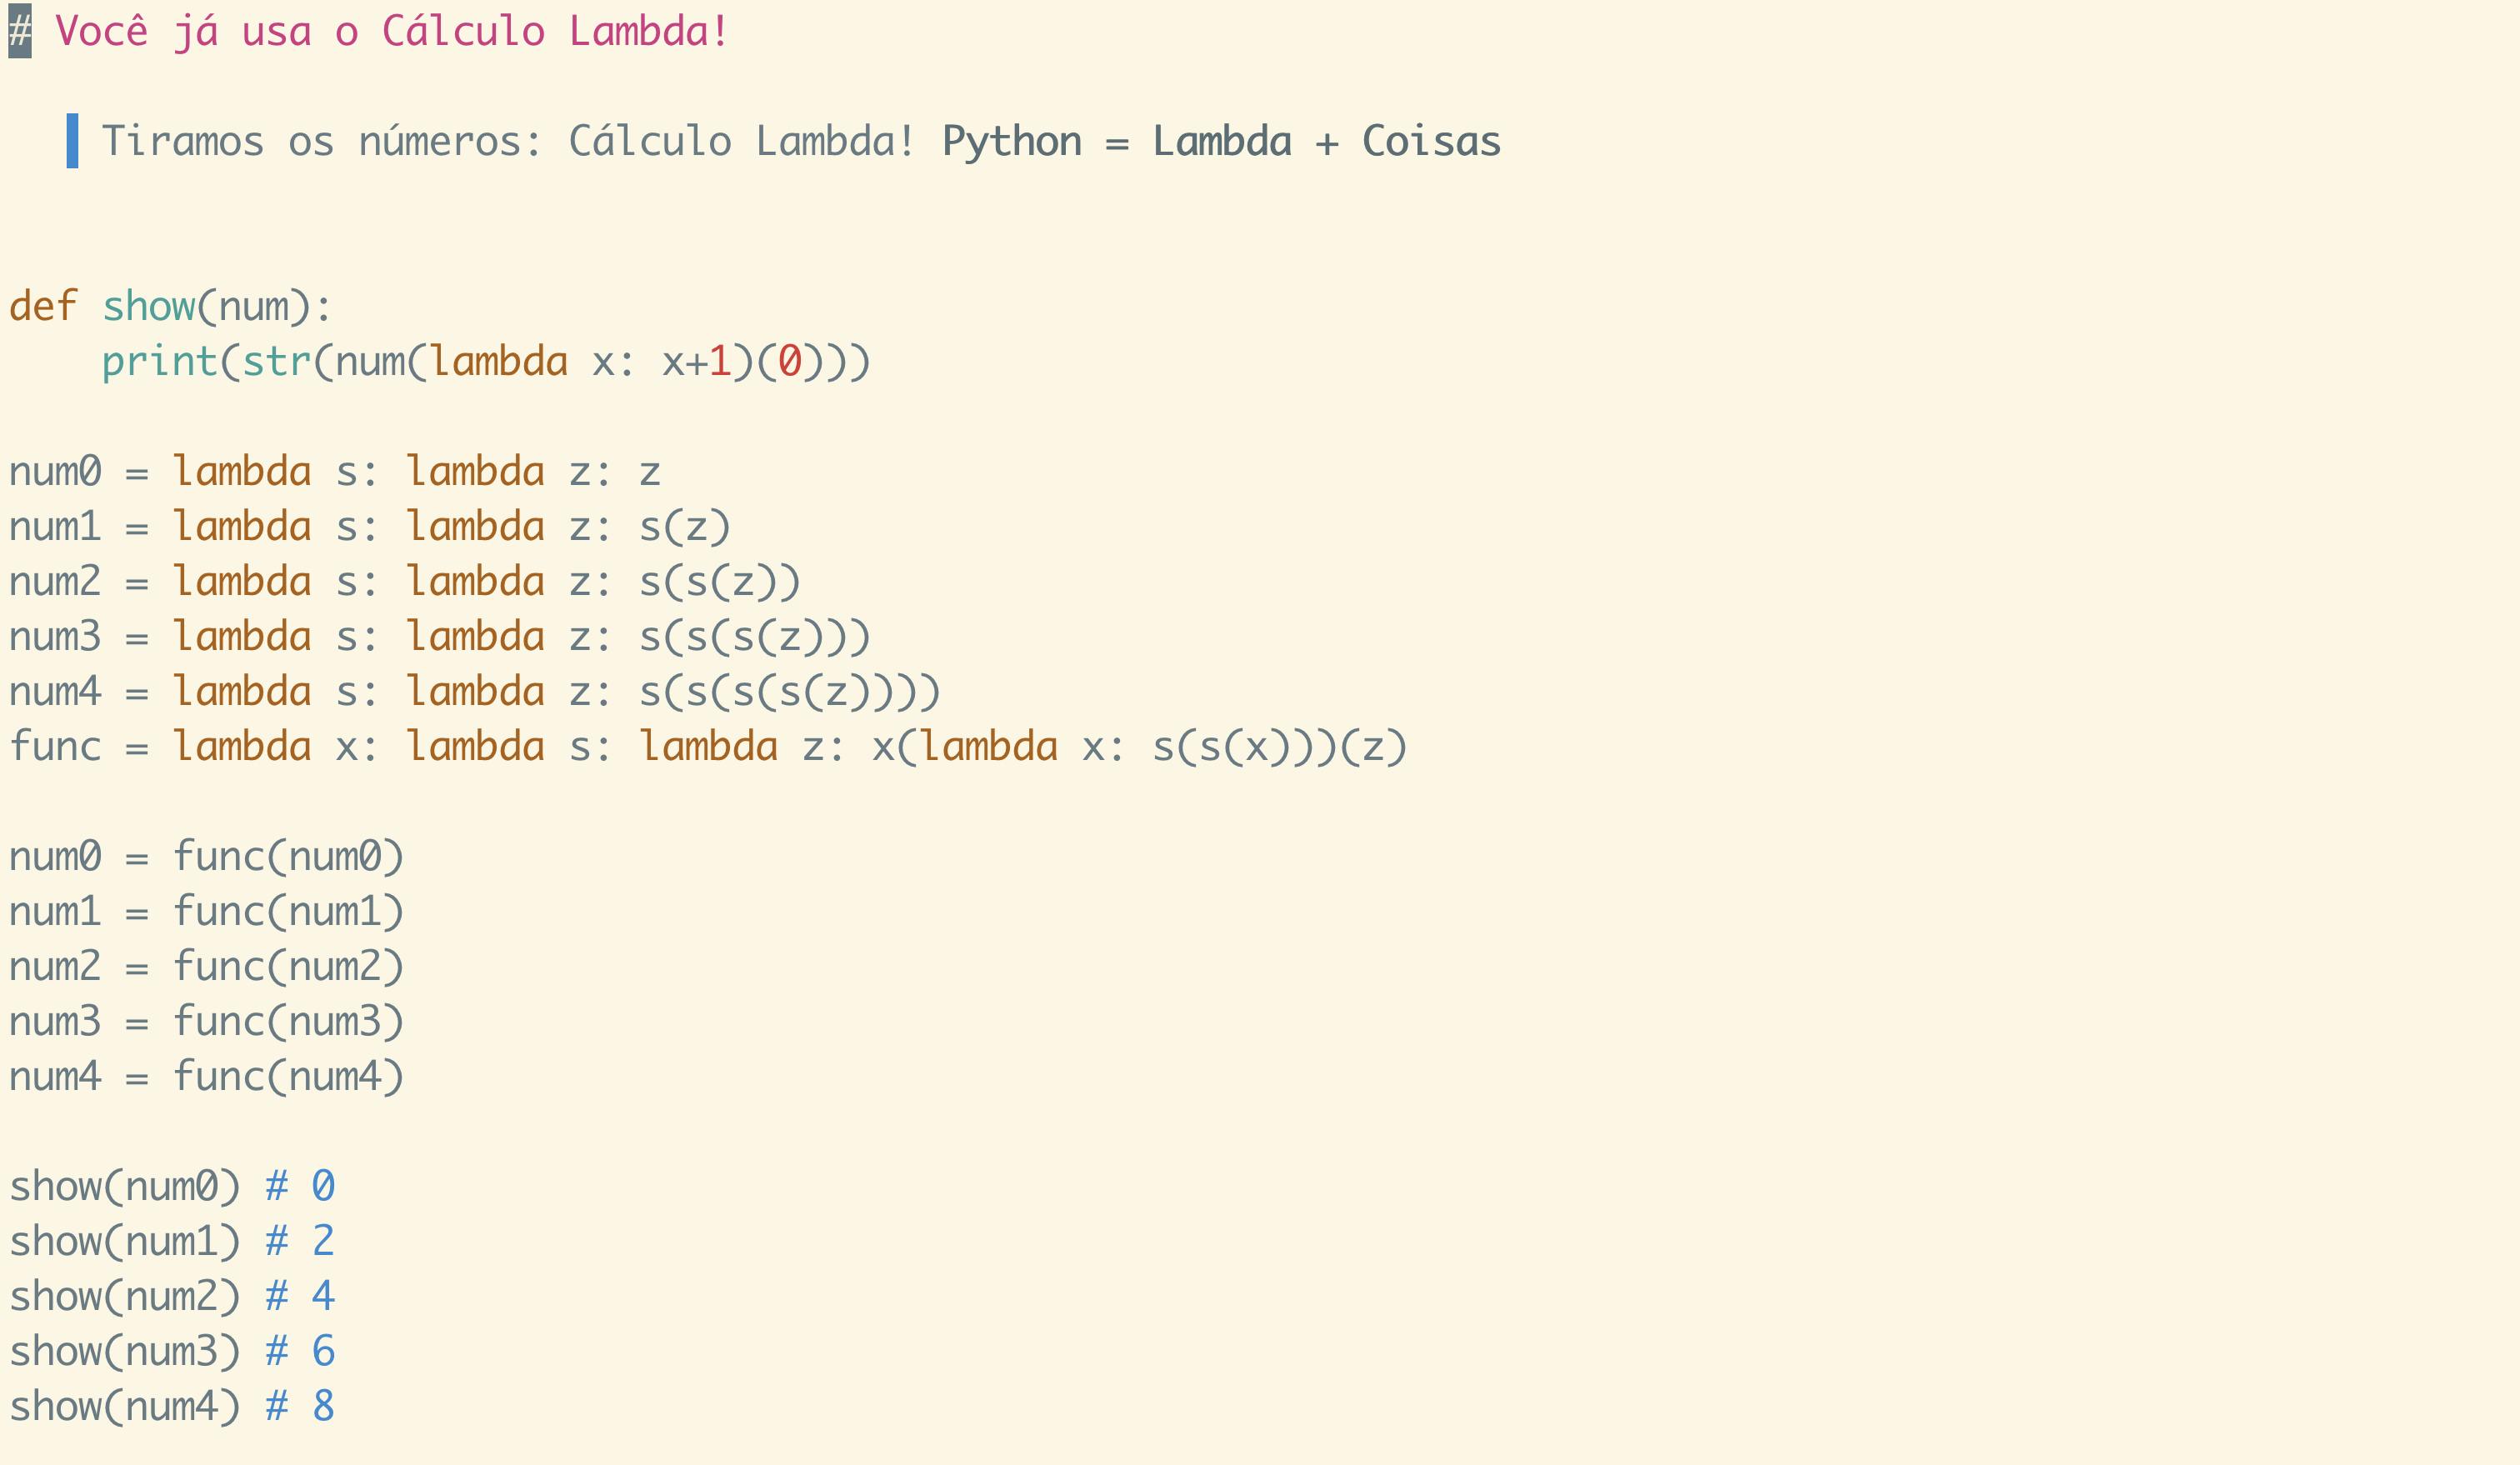 # Você já usa o Cálculo Lambda!
Tiramos os números: Cálculo Lambda! Python = Lambda + Coisas
def show(num):
    print(str(num(lambda x: x+1)(0)))
num0 = lambda s: lambda z: z
num1 = lambda s: lambda z: s(z)
num2 = lambda s: lambda z: s(s(z))
num3 = lambda s: lambda z: s(s(s(z)))
num4 = lambda s: lambda z: s(s(s(s(z))))
func = lambda x: lambda s: lambda z: x(lambda x: s(s(x)))(z)
num0 = func(num0)
num1 = func(num1)
num2 = func(num2)
num3 = func(num3)
num4 = func(num4)
show(num0) # 0
show(num1) # 2
show(num2) # 4
show(num3) # 6
show(num4) # 8